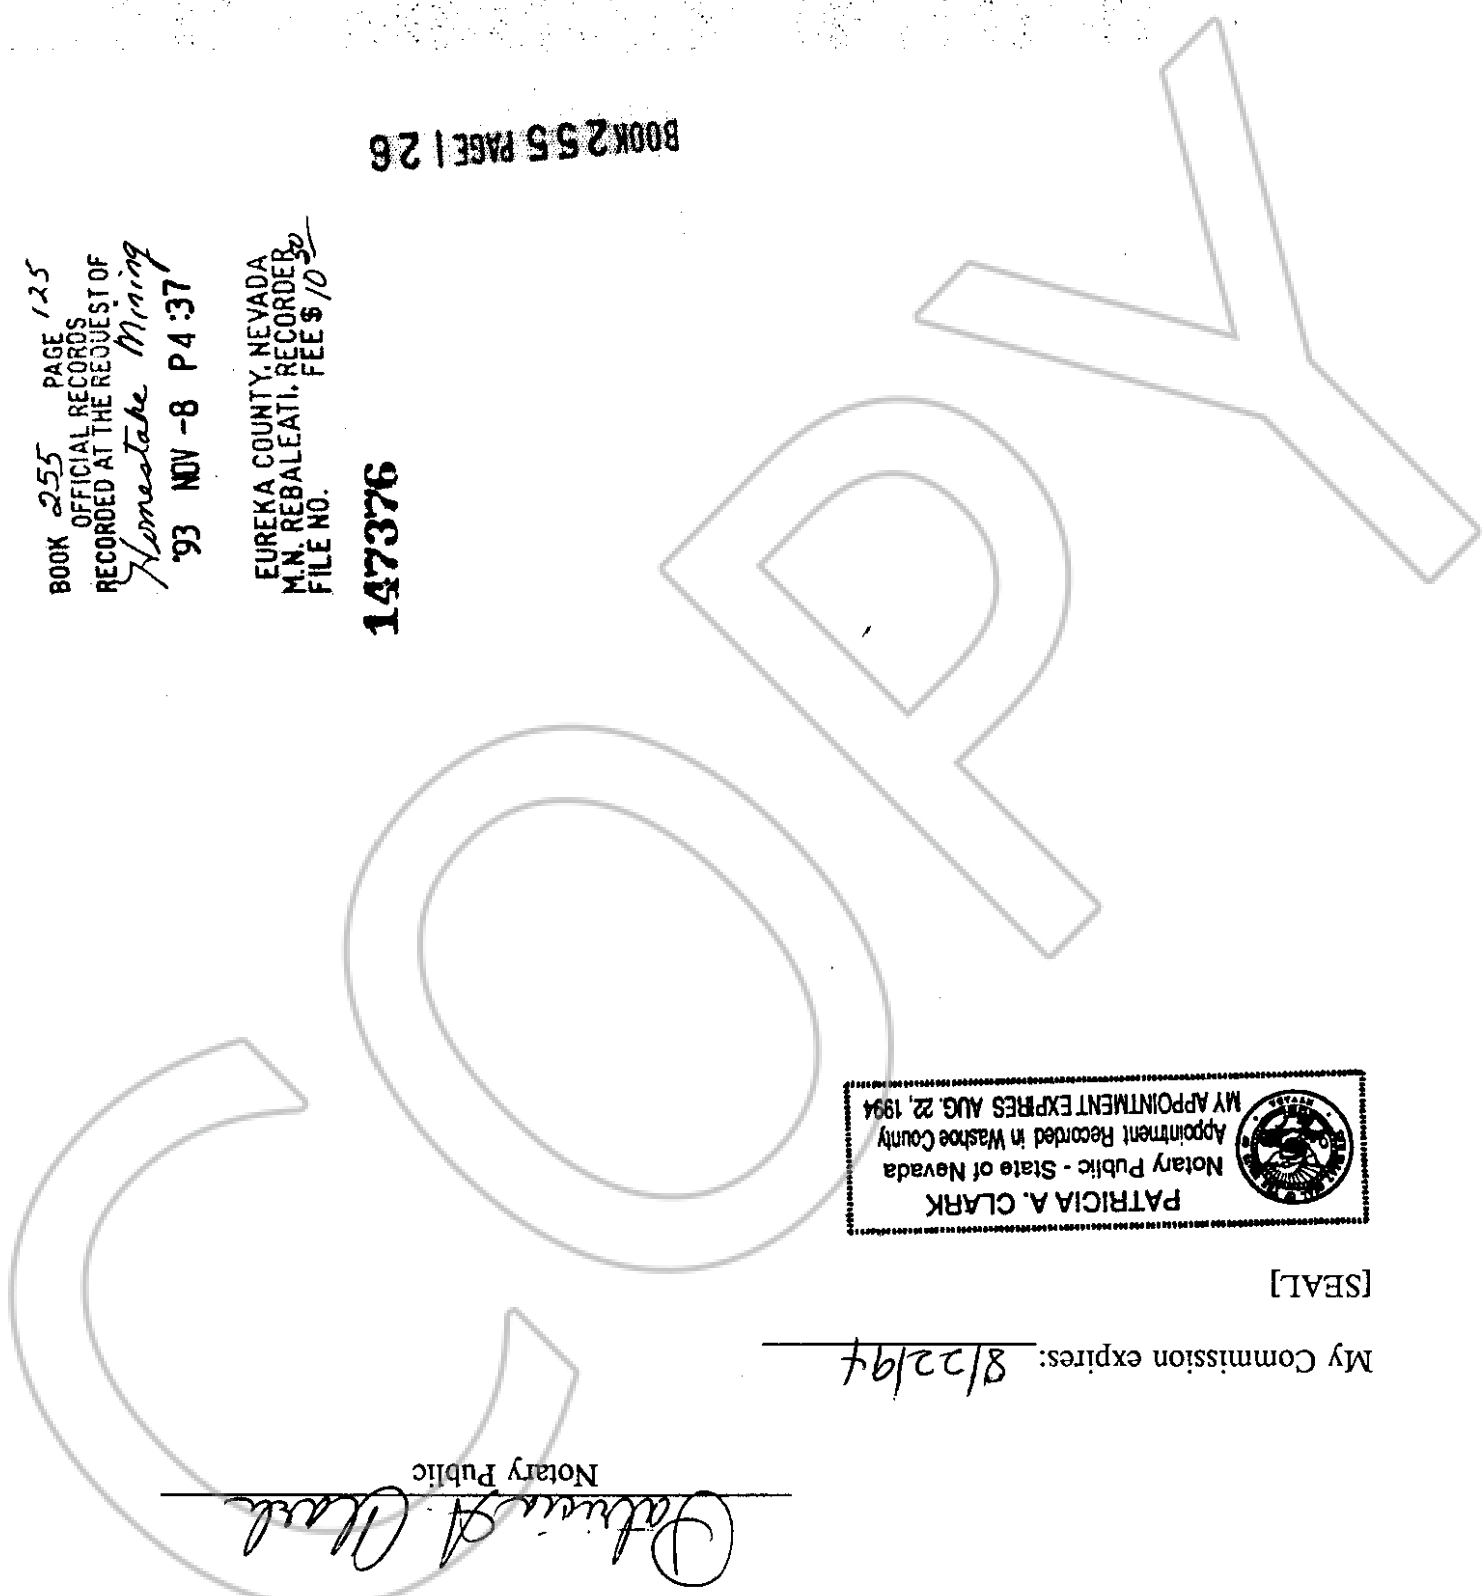 Patricia A. Clark
Notary Public
My Commission expires: 8/22/94
[SEAL]
PATRICIA A. CLARK
Notary Public - State of Nevada
Appointment Recorded in Washoe County
MY APPOINTMENT EXPIRES AUG. 22, 1994
BOOK 255 PAGE 125
OFFICIAL RECORDS
RECORDED AT THE REQUEST OF
Homestake Mining
'93 NOV -8 P4:37
EUREKA COUNTY, NEVADA
M.N. REBALEATI, RECORDER
FILE NO. FEE $ 10 50
147376
BOOK 255 PAGE 126
COPY